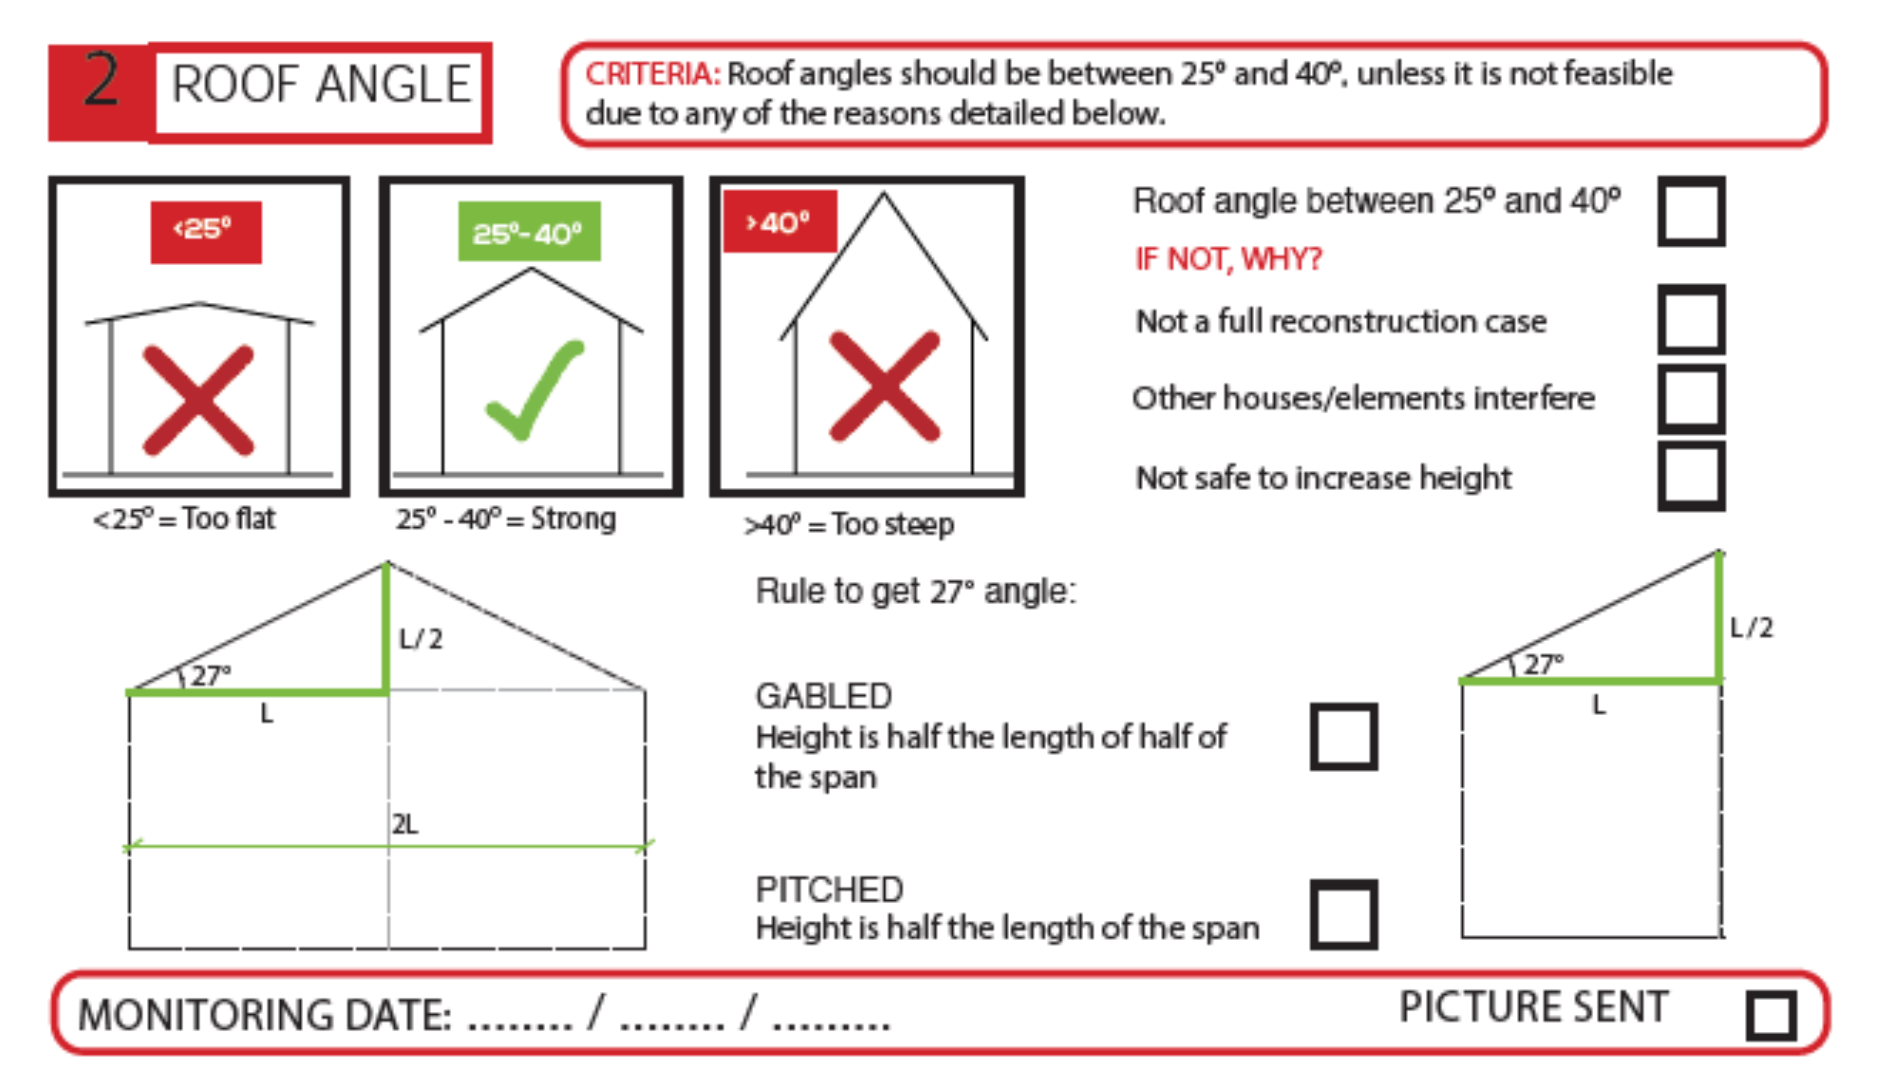 2 ROOF ANGLE
CRITERIA: Roof angles should be between 25º and 40º, unless it is not feasible
due to any of the reasons detailed below.
<25º
25º-40º
>40º
<25º = Too flat
25º - 40º = Strong
>40º = Too steep
Roof angle between 25º and 40º
IF NOT, WHY?
Not a full reconstruction case
Other houses/elements interfere
Not safe to increase height
L/2
27°
L
2L
Rule to get 27° angle:
GABLED
Height is half the length of half of
the span
PITCHED
Height is half the length of the span
L/2
27°
L
MONITORING DATE: ........ / ........ / .........
PICTURE SENT